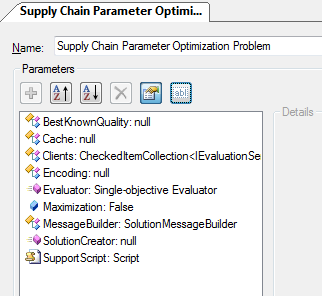 Supply Chain Parameter Optimi...
Name: Supply Chain Parameter Optimization Problem
Parameters
Details
BestKnownQuality: null
Cache: null
Clients: CheckedItemCollection<IEvaluationSe
Encoding: null
Evaluator: Single-objective Evaluator
Maximization: False
MessageBuilder: SolutionMessageBuilder
SolutionCreator: null
SupportScript: Script